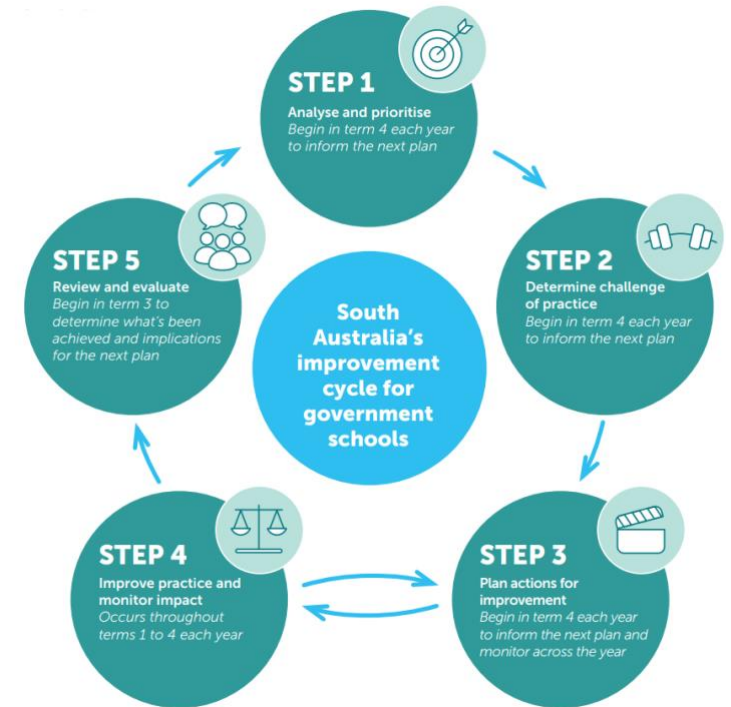 STEP 1
Analyse and prioritise
Begin in term 4 each year
to inform the next plan
STEP 2
Determine challenge
of practice
Begin in term 4 each year
to inform the next plan
STEP 3
Plan actions for
improvement
Begin in term 4 each year
to inform the next plan and
monitor across the year
STEP 4
Improve practice and
monitor impact
Occurs throughout
terms 1 to 4 each year
STEP 5
Review and evaluate
Begin in term 3 to
determine what's been
achieved and implications
for the next plan
South
Australia's
improvement
cycle for
government
schools